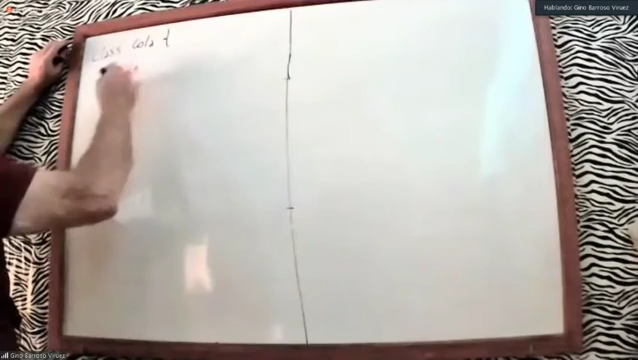 Hablando: Gino Barroso Viruez
class Cola {
Gino Barroso Viruez